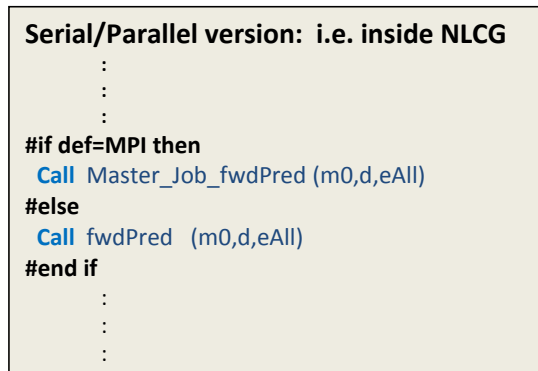 Serial/Parallel version:  i.e. inside NLCG
:
:
:
#if def=MPI then
Call  Master_Job_fwdPred (m0,d,eAll)
#else
Call  fwdPred   (m0,d,eAll)
#end if
:
:
: